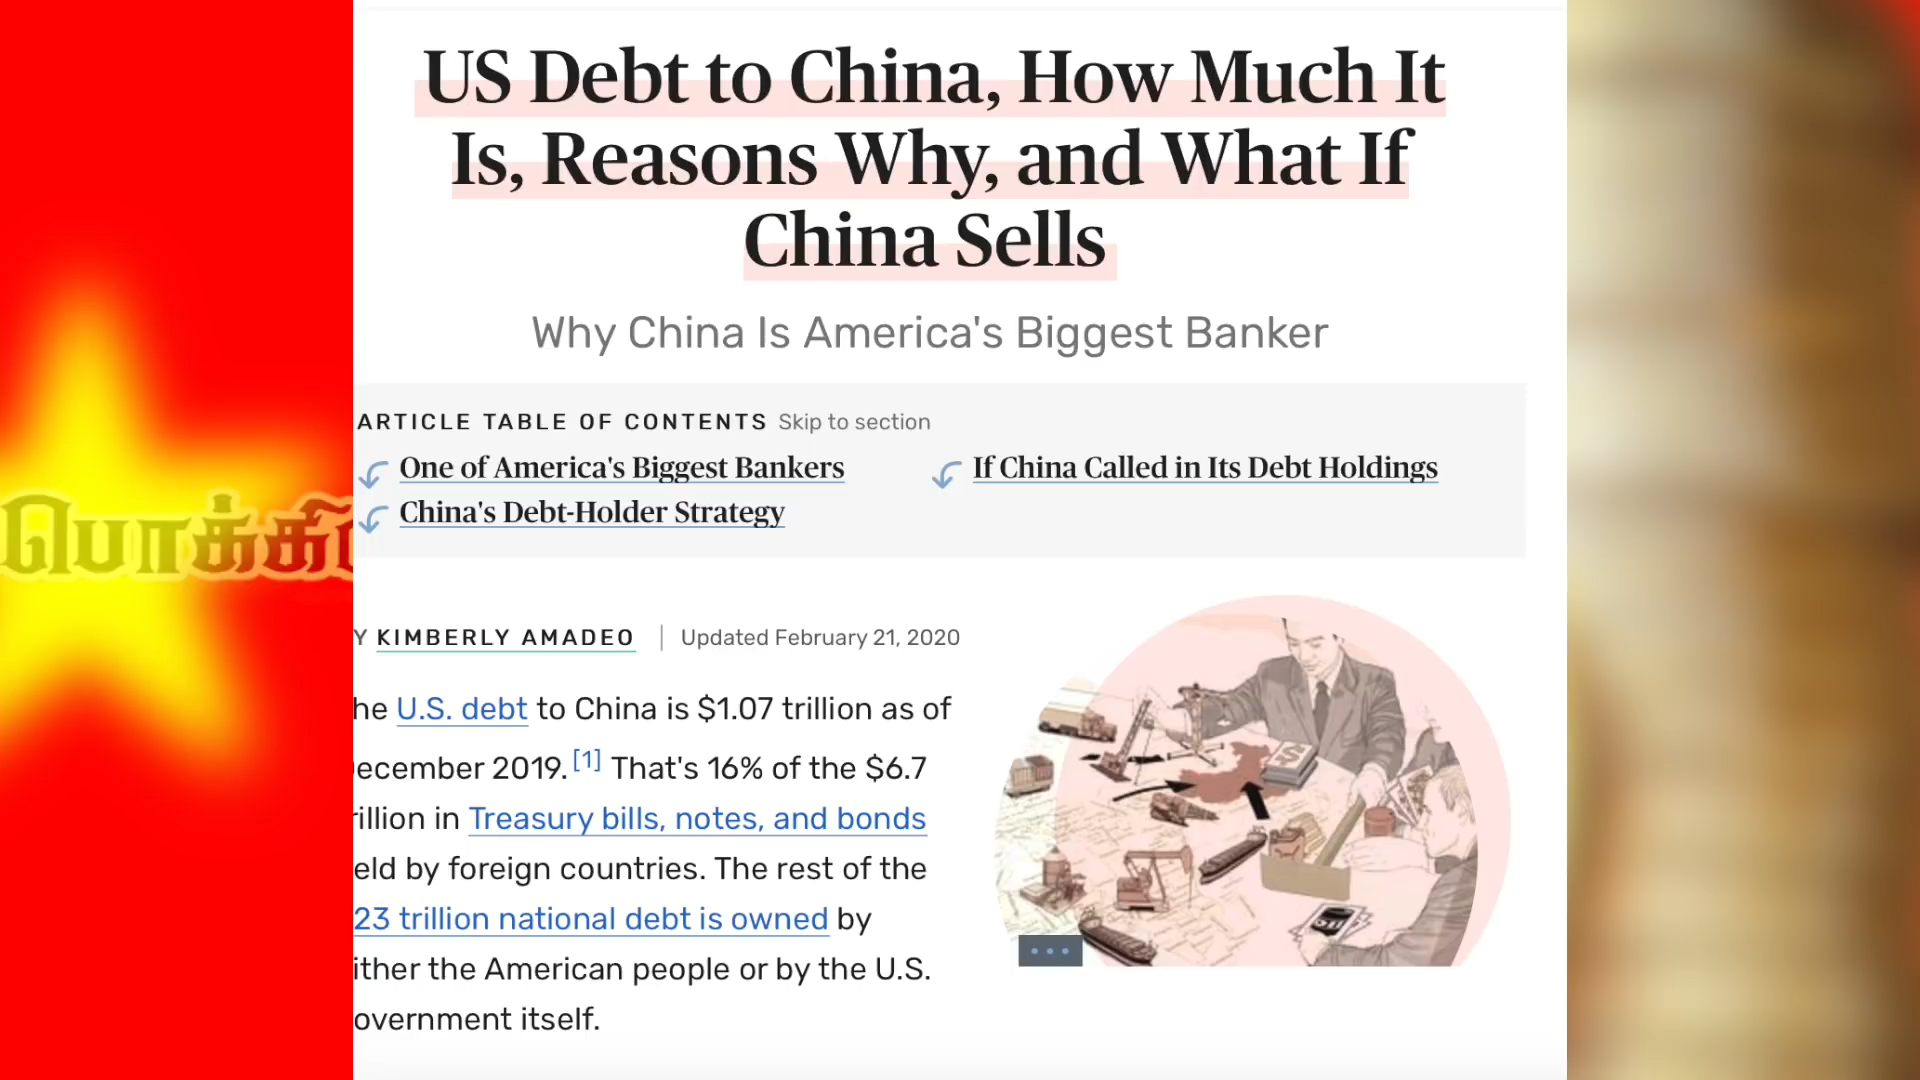 US Debt to China, How Much It
Is, Reasons Why, and What If
China Sells
Why China Is America's Biggest Banker
ARTICLE TABLE OF CONTENTS Skip to section
One of America's Biggest Bankers
If China Called in Its Debt Holdings
China's Debt-Holder Strategy
Y KIMBERLY AMADEO | Updated February 21, 2020
he U.S. debt to China is $1.07 trillion as of
ecember 2019. [1] That's 16% of the $6.7
rillion in Treasury bills, notes, and bonds
eld by foreign countries. The rest of the
23 trillion national debt is owned by
ither the American people or by the U.S.
overnment itself.
பொக்கி